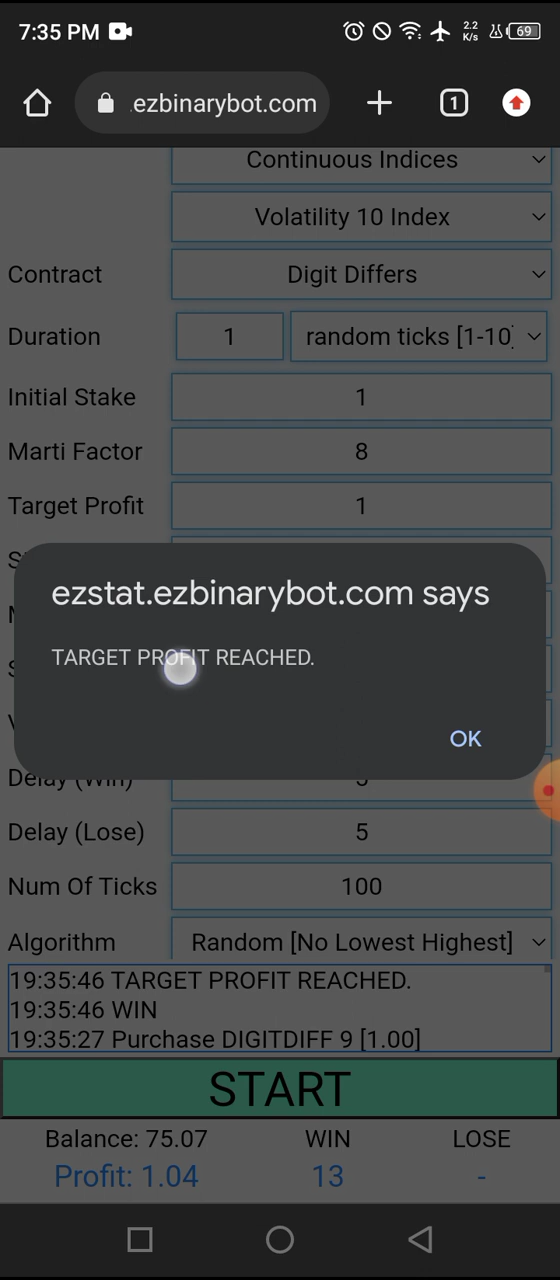 7:35 PM
2.2 K/s
69
.ezbinarybot.com
1
Continuous Indices
Volatility 10 Index
Contract Digit Differs
Duration 1 random ticks [1-10]
Initial Stake 1
Marti Factor 8
Target Profit 1
ezstat.ezbinarybot.com says
TARGET PROFIT REACHED.
OK
Delay (Win)
Delay (Lose) 5
Num Of Ticks 100
Algorithm Random [No Lowest Highest]
19:35:46 TARGET PROFIT REACHED.
19:35:46 WIN
19:35:27 Purchase DIGITDIFF 9 [1.00]
START
Balance: 75.07 WIN LOSE
Profit: 1.04 13 -